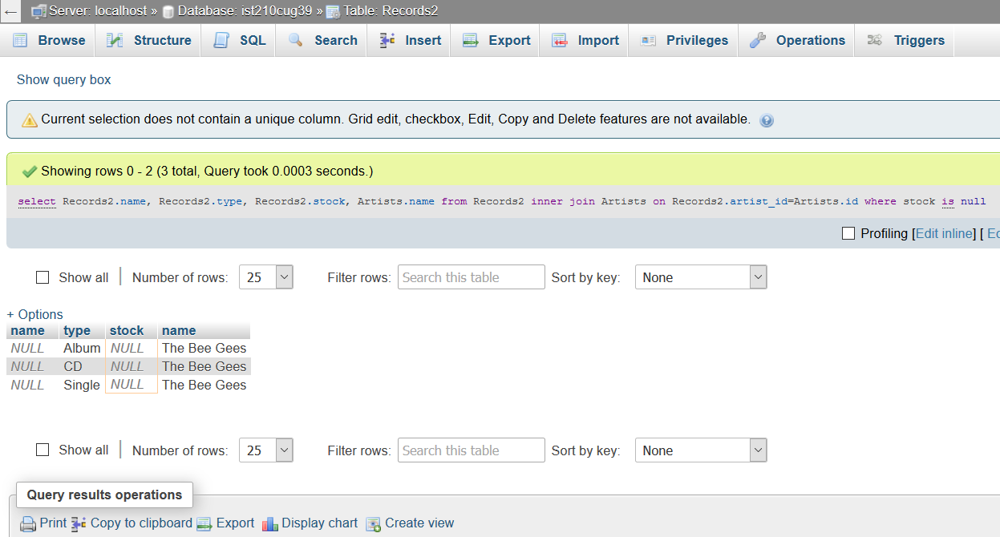 ← Server: localhost » Database: ist210cug39 » Table: Records2
Browse Structure SQL Search Insert Export Import Privileges Operations Triggers
Show query box
Current selection does not contain a unique column. Grid edit, checkbox, Edit, Copy and Delete features are not available.
Showing rows 0 - 2 (3 total, Query took 0.0003 seconds.)
select Records2.name, Records2.type, Records2.stock, Artists.name from Records2 inner join Artists on Records2.artist_id=Artists.id where stock is null
Profiling [Edit inline] [ Ed
Show all | Number of rows: 25 Filter rows: Search this table Sort by key: None
+ Options
name type stock name
NULL Album NULL The Bee Gees
NULL CD NULL The Bee Gees
NULL Single NULL The Bee Gees
Show all | Number of rows: 25 Filter rows: Search this table Sort by key: None
Query results operations
Print Copy to clipboard Export Display chart Create view